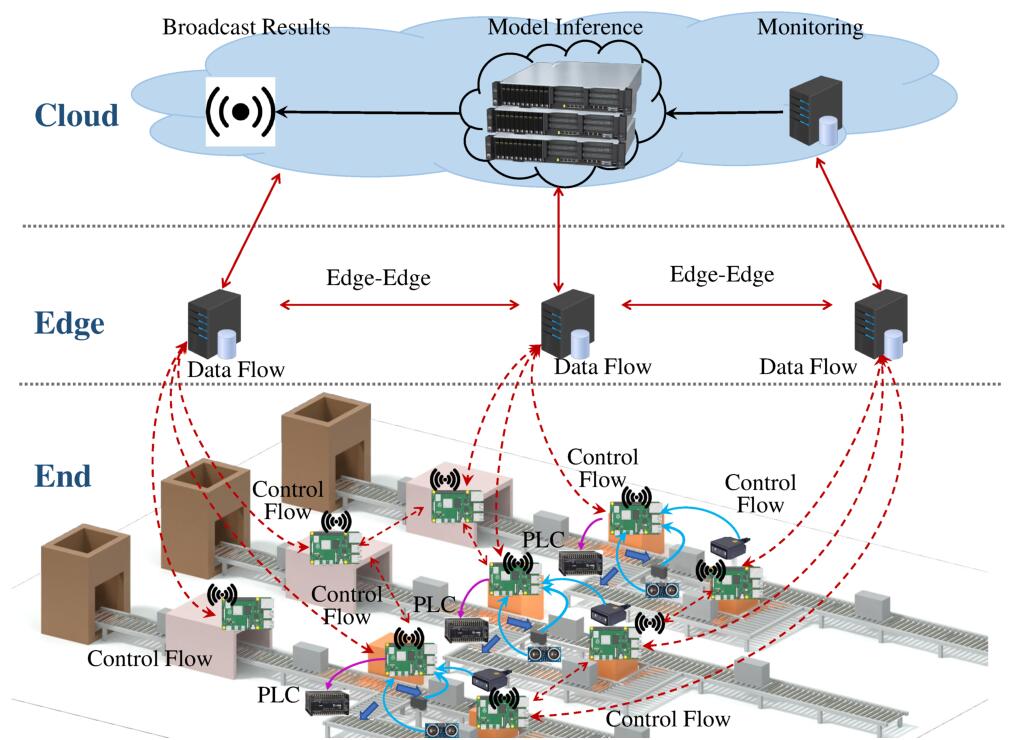 Broadcast Results
Model Inference
Monitoring
Cloud
Edge-Edge
Edge-Edge
Edge
Data Flow
Data Flow
Data Flow
End
Control
Flow
Control
Flow
Control
Flow
PLC
Control
Flow
PLC
Control Flow
PLC
Control Flow